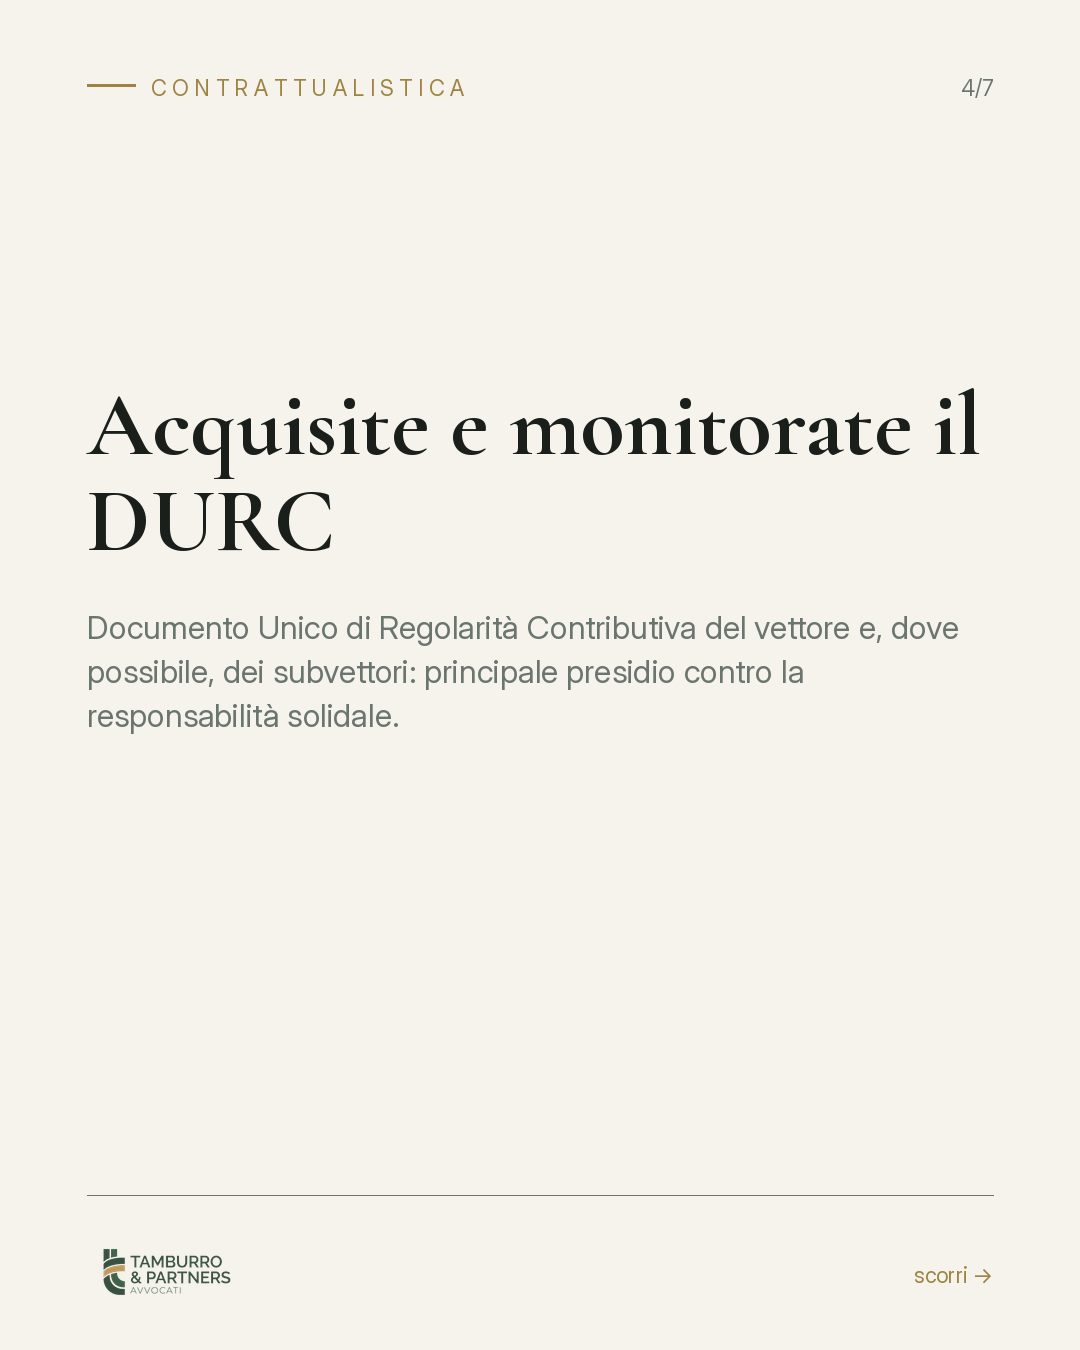 CONTRATTUALISTICA
4/7
Acquisite e monitorate il
DURC
Documento Unico di Regolarità Contributiva del vettore e, dove
possibile, dei subvettori: principale presidio contro la
responsabilità solidale.
TAMBURRO
& PARTNERS
AVVOCATI
scorri →